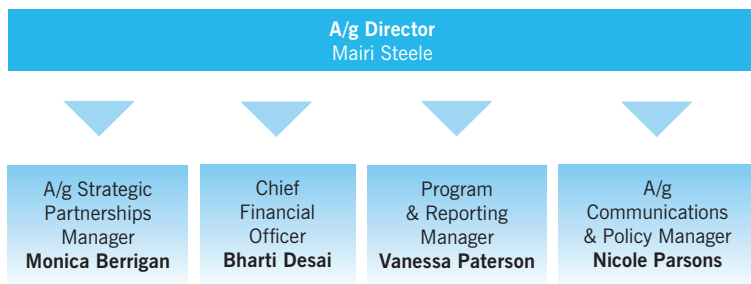 A/g Director
Mairi Steele
A/g Strategic
Partnerships
Manager
Monica Berrigan
Chief
Financial
Officer
Bharti Desai
Program
& Reporting
Manager
Vanessa Paterson
A/g
Communications
& Policy Manager
Nicole Parsons